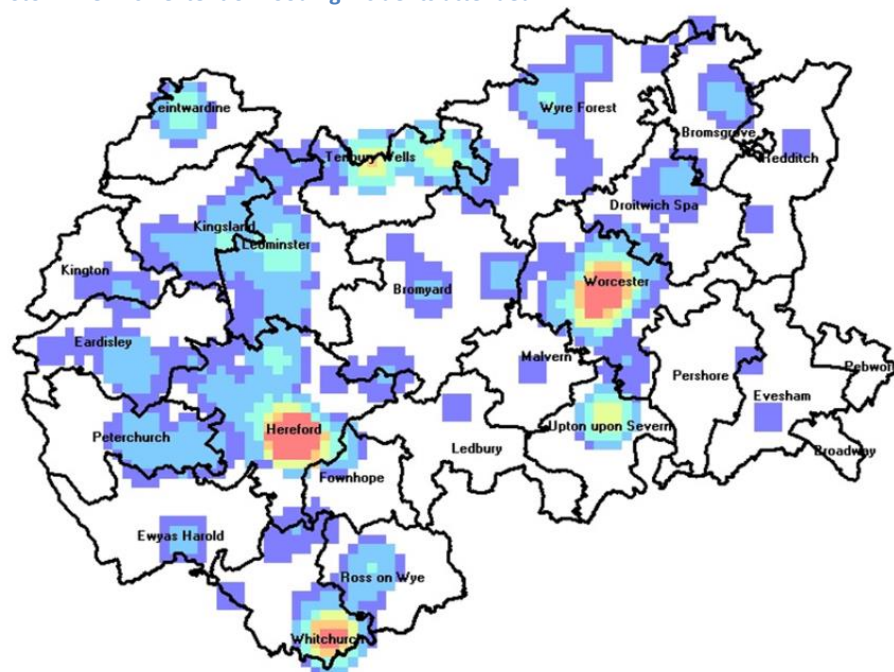 Leintwardine
Wyre Forest
Bromsgrove
Redditch
Tenbury Wells
Droitwich Spa
Kingsland
Leominster
Kington
Bromyard
Worcester
Eardisley
Malvern
Pershore
Pebwor
Evesham
Peterchurch
Hereford
Upton upon Severn
Ledbury
Broadway
Fownhope
Ewyas Harold
Ross on Wye
Whitchurch